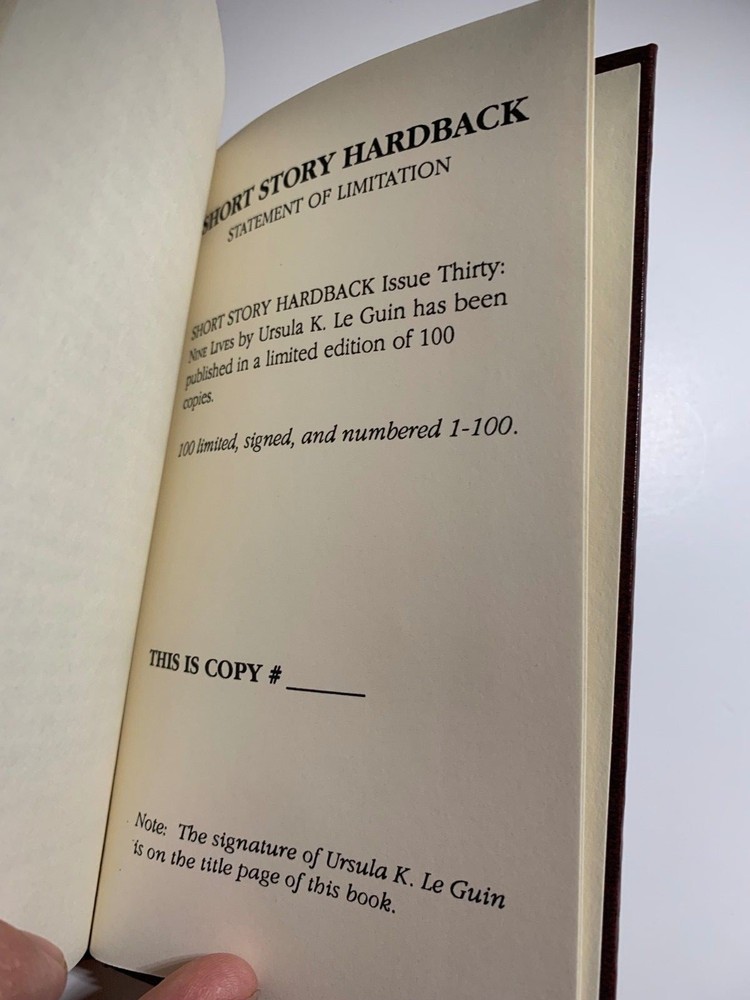 SHORT STORY HARDBACK
STATEMENT OF LIMITATION
SHORT STORY HARDBACK Issue Thirty:
NINE LIVES by Ursula K. Le Guin has been
published in a limited edition of 100
copies.
100 limited, signed, and numbered 1-100.
THIS IS COPY # ______
Note: The signature of Ursula K. Le Guin
is on the title page of this book.